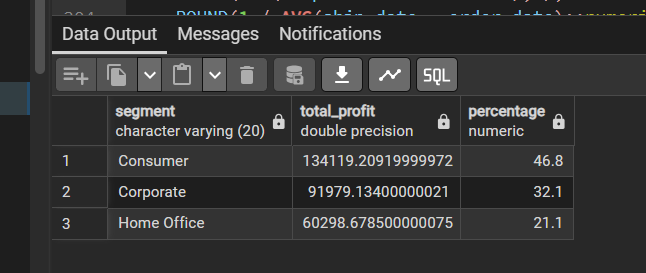 Data Output Messages Notifications
SQL
segment total_profit percentage
character varying (20) double precision numeric
1 Consumer 134119.20919999972 46.8
2 Corporate 91979.13400000021 32.1
3 Home Office 60298.678500000075 21.1